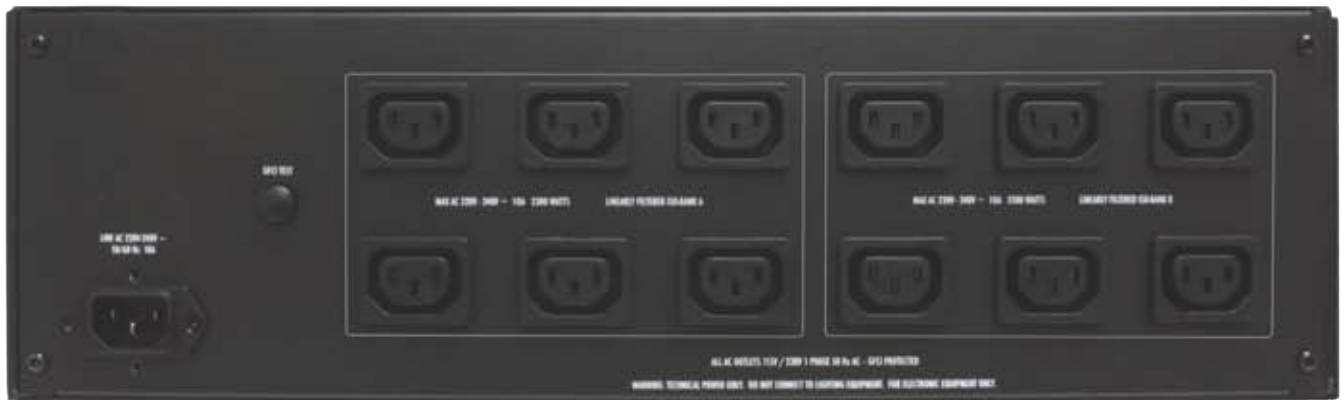 GFCI TEST
MAX AC 220V - 240V ~ 10A 2200 WATTS LINEARLY FILTERED ISO-BANK A
MAX AC 220V - 240V ~ 10A 2200 WATTS LINEARLY FILTERED ISO-BANK B
LINE AC 220V-240V ~
50/60 Hz 10A
ALL AC OUTLETS 115V / 230V 1 PHASE 50 Hz AC - GFCI PROTECTED
WARNING: TECHNICAL POWER ONLY. DO NOT CONNECT TO LIGHTING EQUIPMENT. FOR ELECTRONIC EQUIPMENT ONLY.